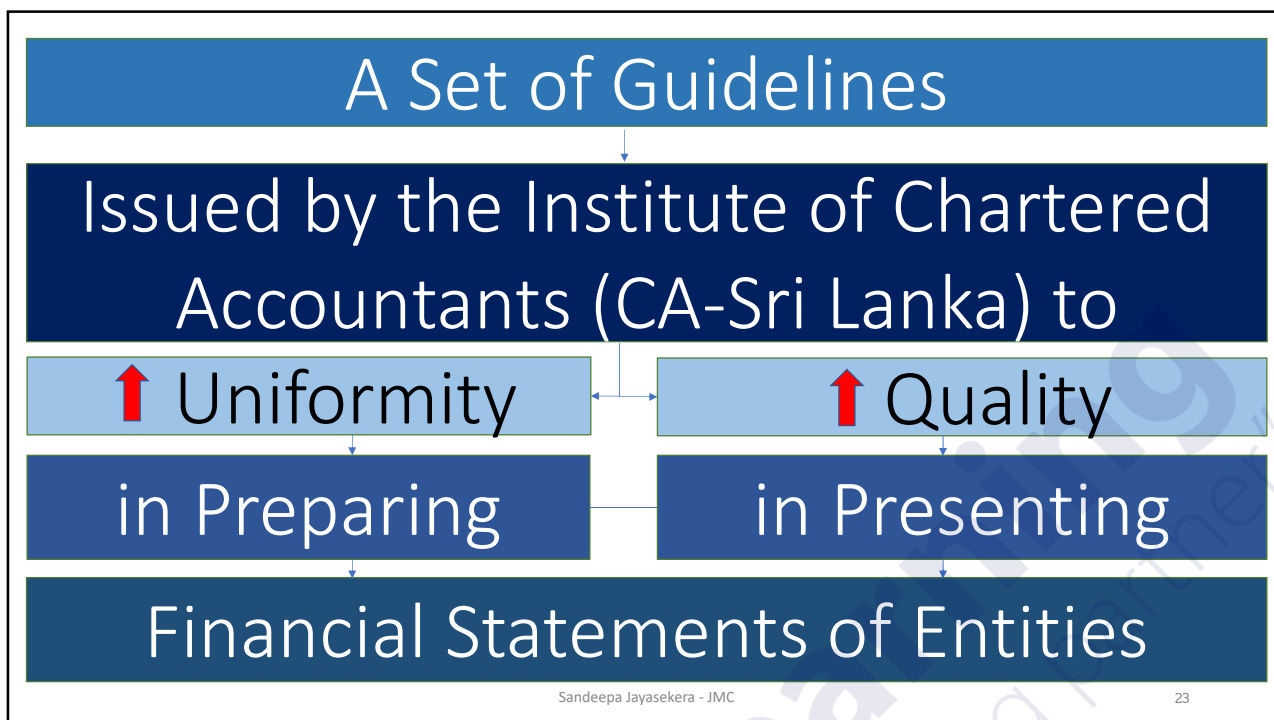 A Set of Guidelines
Issued by the Institute of Chartered
Accountants (CA-Sri Lanka) to
Uniformity
Quality
in Preparing
in Presenting
Financial Statements of Entities
Sandeepa Jayasekera - JMC
23